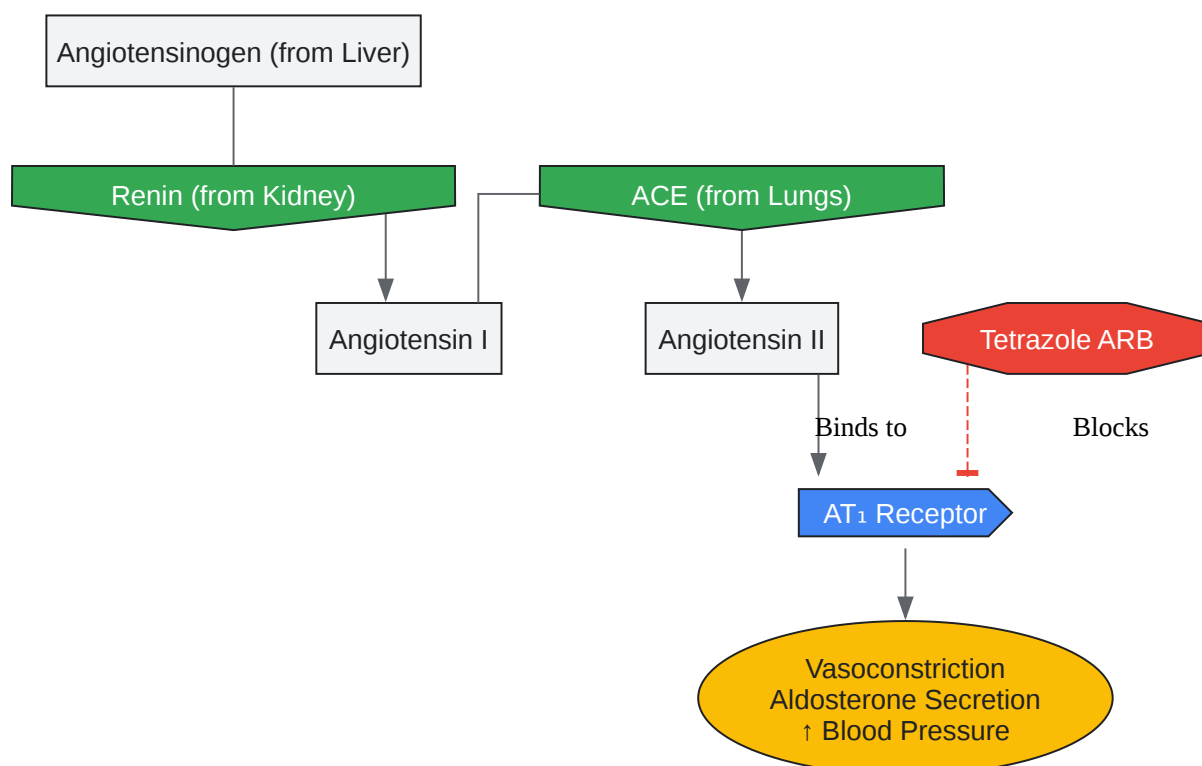 Angiotensinogen (from Liver)
Renin (from Kidney)
ACE (from Lungs)
Angiotensin I
Angiotensin II
Tetrazole ARB
Binds to
Blocks
AT₁ Receptor
Vasoconstriction
Aldosterone Secretion
↑ Blood Pressure